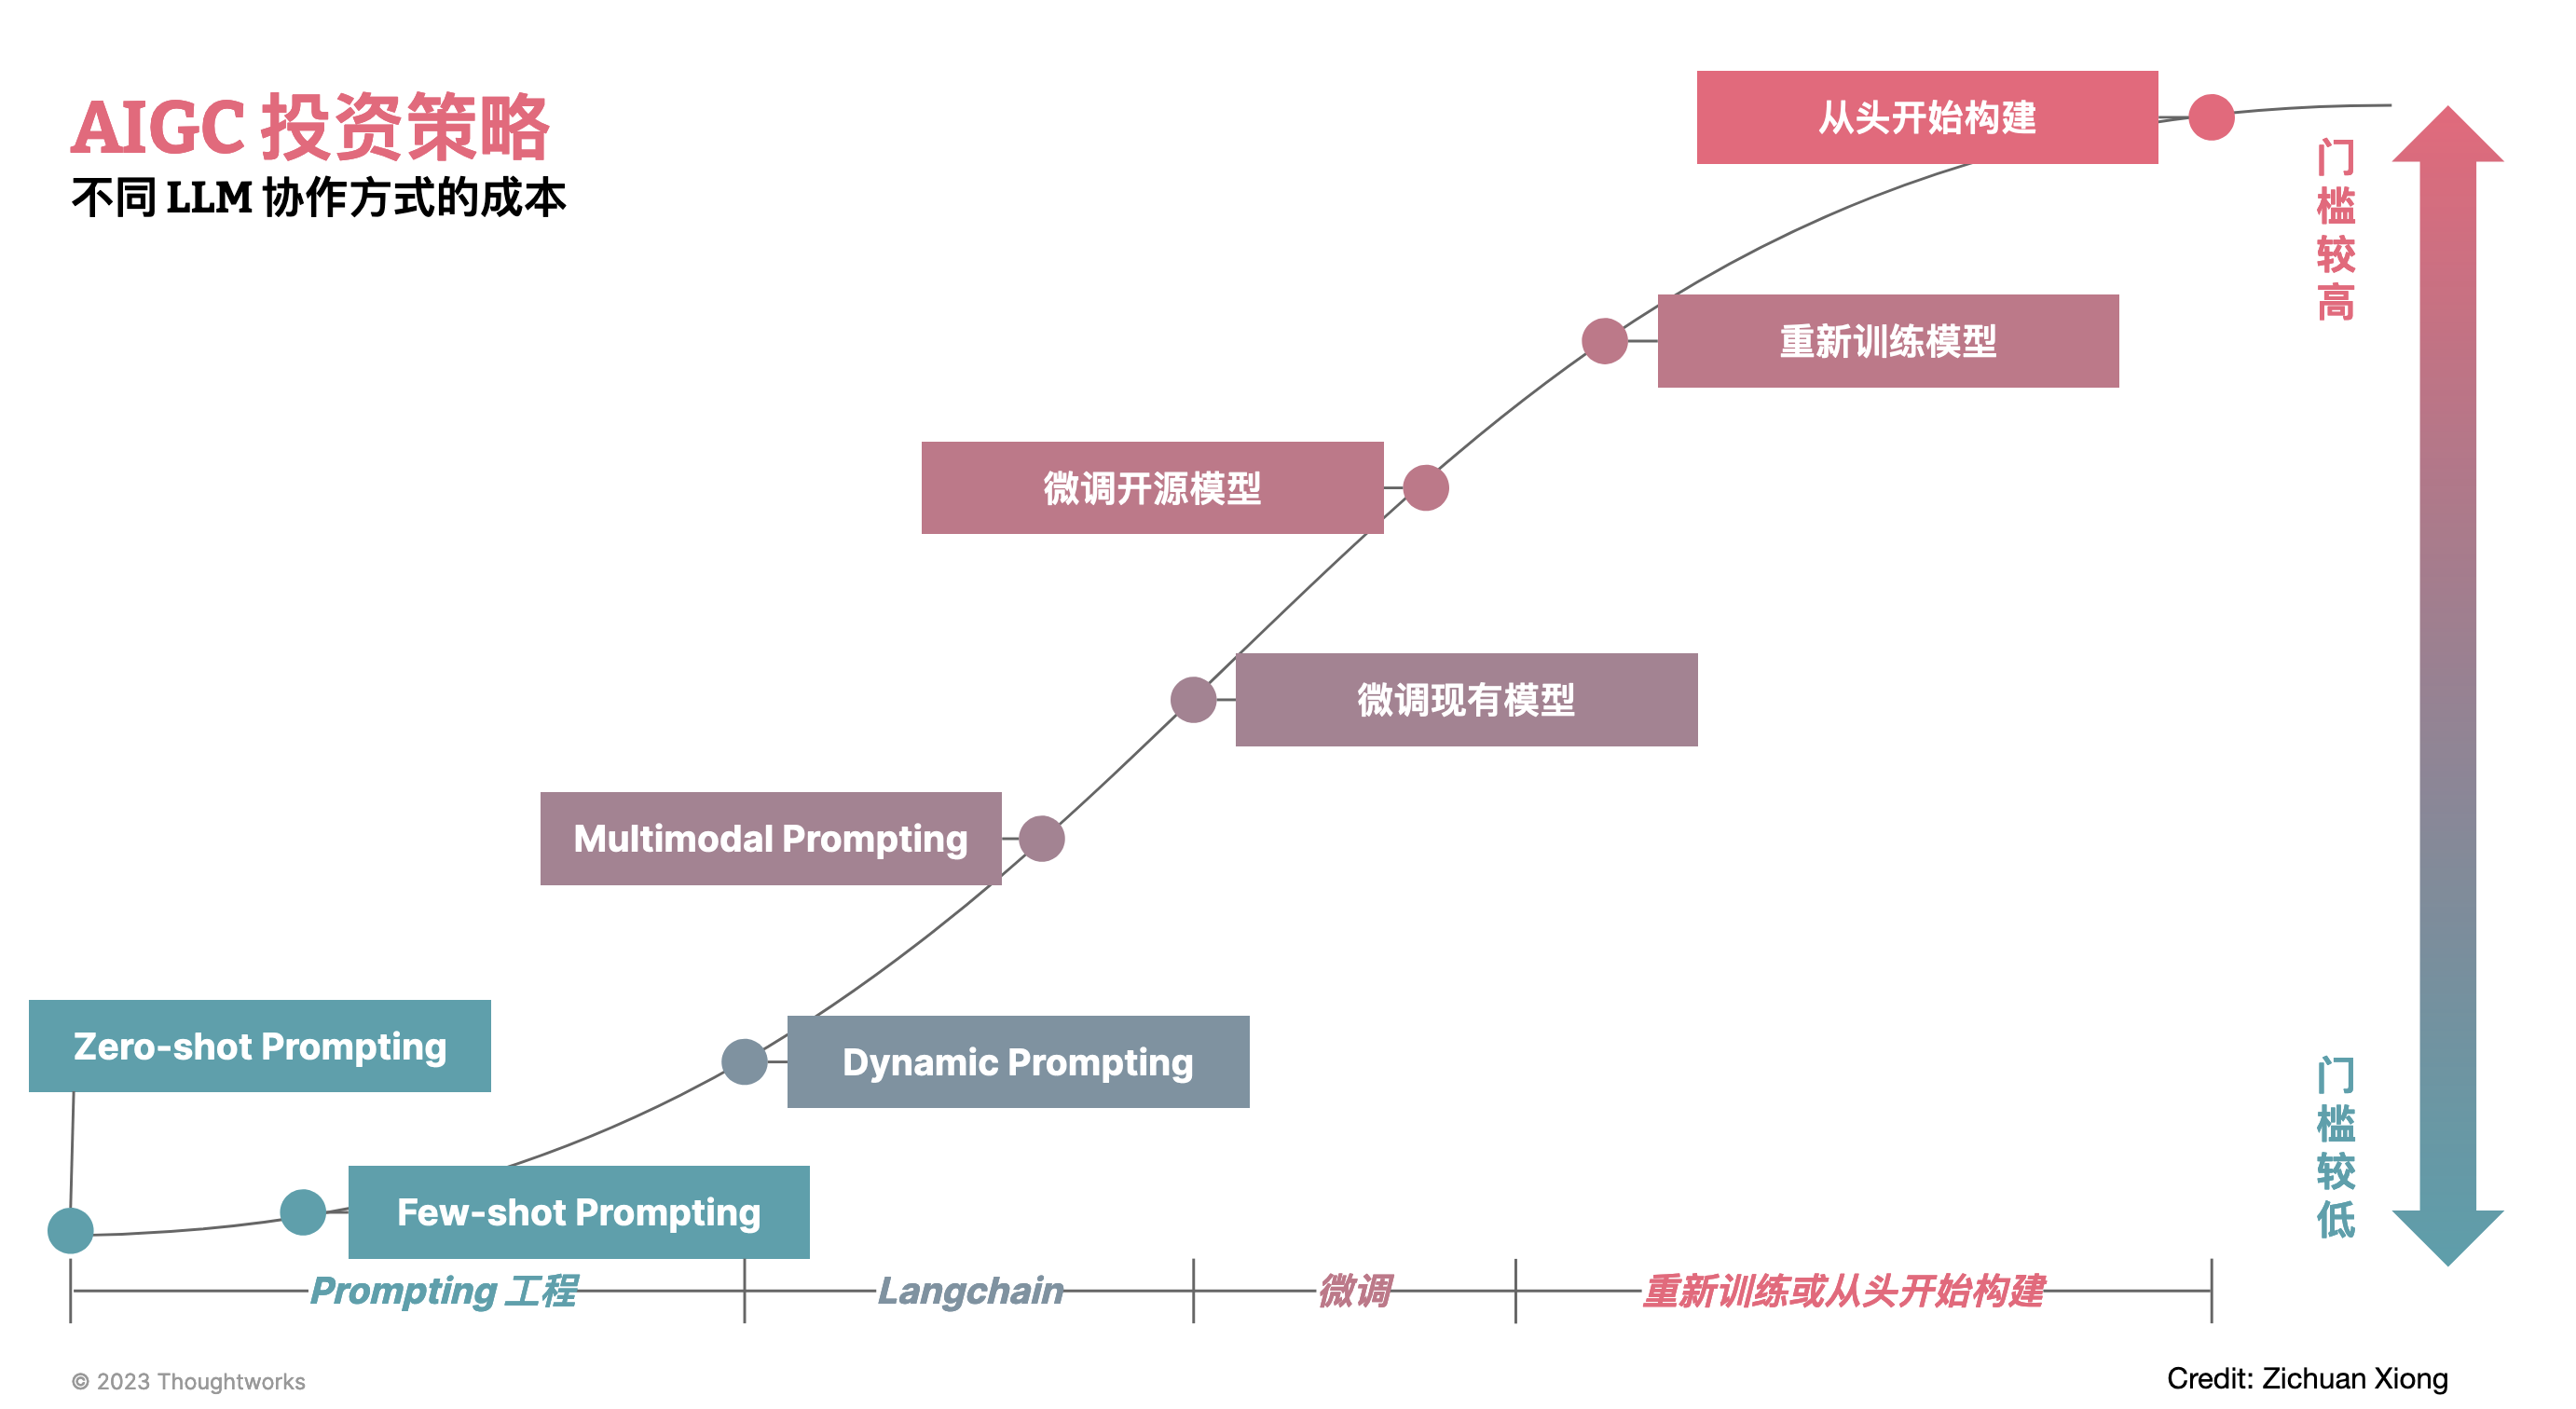 AIGC 投资策略
不同 LLM 协作方式的成本
从头开始构建
门槛较高
重新训练模型
微调开源模型
微调现有模型
Multimodal Prompting
Zero-shot Prompting
Dynamic Prompting
门槛较低
Few-shot Prompting
Prompting 工程
Langchain
微调
重新训练或从头开始构建
© 2023 Thoughtworks
Credit: Zichuan Xiong